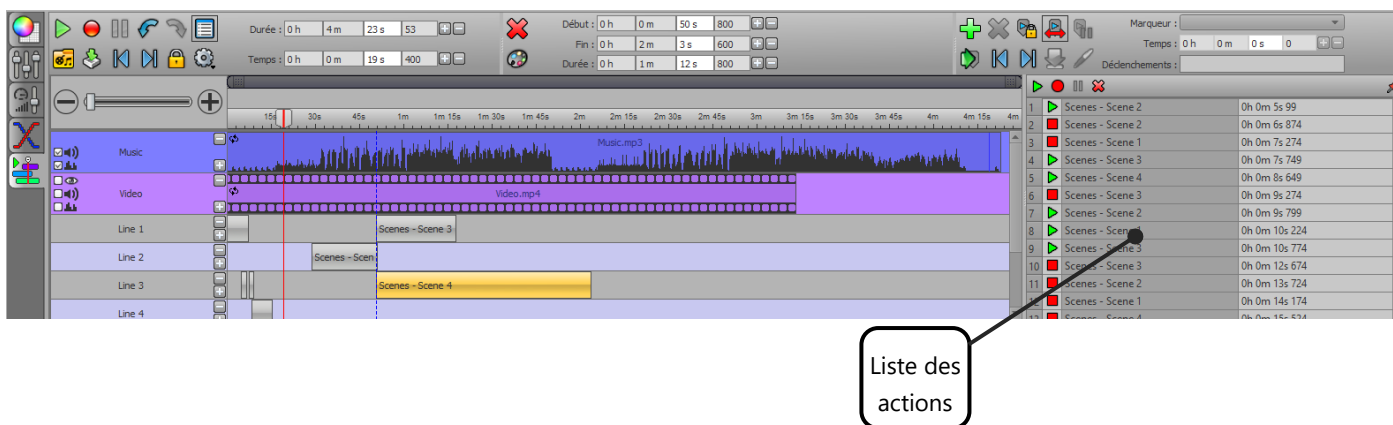 Durée : 0 h 4 m 23 s 53
Début : 0 h 0 m 50 s 800
Marqueur :
Fin : 0 h 2 m 3 s 600
Temps : 0 h 0 m 0 s 0
Temps : 0 h 0 m 19 s 400
Durée : 0 h 1 m 12 s 800
Déclenchements :
15s 30s 45s 1m 1m 15s 1m 30s 1m 45s 2m 2m 15s 2m 30s 2m 45s 3m 3m 15s 3m 30s 3m 45s 4m 4m 15s 4m
Music
Music.mp3
Video
Video.mp4
Line 1
Scenes - Scene 3
Line 2
Scenes - Scen
Line 3
Scenes - Scene 4
Line 4
1 Scenes - Scene 2 0h 0m 5s 99
2 Scenes - Scene 2 0h 0m 6s 874
3 Scenes - Scene 1 0h 0m 7s 274
4 Scenes - Scene 3 0h 0m 7s 749
5 Scenes - Scene 4 0h 0m 8s 649
6 Scenes - Scene 3 0h 0m 9s 274
7 Scenes - Scene 2 0h 0m 9s 799
8 Scenes - 0h 0m 10s 224
9 Scenes - Scene 3 0h 0m 10s 774
10 Scenes - Scene 3 0h 0m 12s 674
11 Scenes - Scene 2 0h 0m 13s 724
12 Scenes - Scene 1 0h 0m 14s 174
13 Scenes - Scene 4 0h 0m 15s 524
Liste des
actions